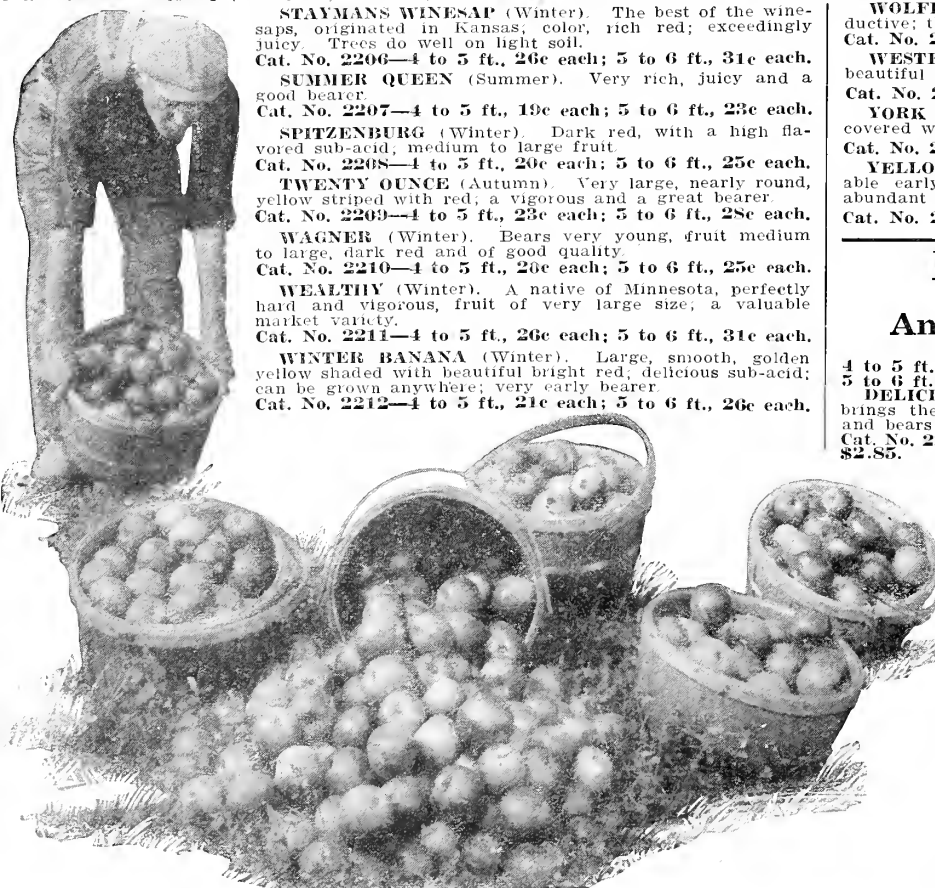 STAYMANS WINESAP (Winter). The best of the wine-
saps, originated in Kansas; color, rich red; exceedingly
juicy. Trees do well on light soil.
Cat. No. 2206—4 to 5 ft., 26c each; 5 to 6 ft., 31c each.
SUMMER QUEEN (Summer). Very rich, juicy and a
good bearer.
Cat. No. 2207—4 to 5 ft., 19c each; 5 to 6 ft., 23c each.
SPITZENBURG (Winter). Dark red, with a high fla-
vored sub-acid; medium to large fruit.
Cat. No. 2208—4 to 5 ft., 20c each; 5 to 6 ft., 25c each.
TWENTY OUNCE (Autumn). Very large, nearly round,
yellow striped with red; a vigorous and a great bearer.
Cat. No. 2209—4 to 5 ft., 23c each; 5 to 6 ft., 28c each.
WAGNER (Winter). Bears very young, fruit medium
to large, dark red and of good quality.
Cat. No. 2210—4 to 5 ft., 20c each; 5 to 6 ft., 25c each.
WEALTHY (Winter). A native of Minnesota, perfectly
hard and vigorous, fruit of very large size; a valuable
market variety.
Cat. No. 2211—4 to 5 ft., 26c each; 5 to 6 ft., 31c each.
WINTER BANANA (Winter). Large, smooth, golden
yellow shaded with beautiful bright red; delicious sub-acid;
can be grown anywhere; very early bearer.
Cat. No. 2212—4 to 5 ft., 21c each; 5 to 6 ft., 26c each.
WOLF
ductive; t
Cat. No. 2
WESTE
beautiful
Cat. No. 2
YORK
covered w
Cat. No. 2
YELLO
able early
abundant
Cat. No. 2
An
4 to 5 ft.
5 to 6 ft.
DELICI
brings the
and bears
Cat. No. 2
$2.85.